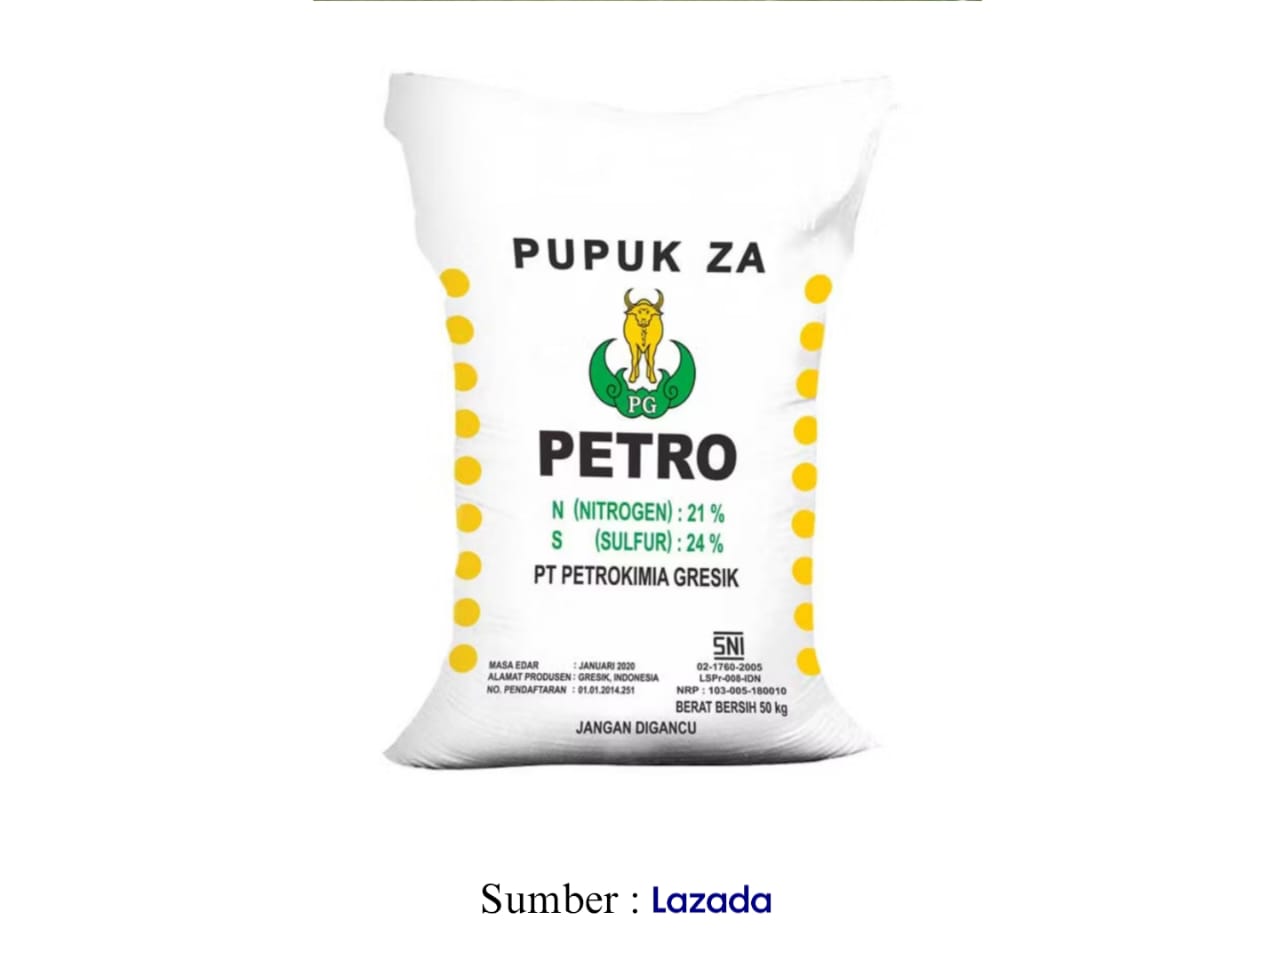 PUPUK ZA
PG
PETRO
N (NITROGEN) : 21 %
S (SULFUR) : 24 %
PT PETROKIMIA GRESIK
SNI
02-1760-2005
LSPr-008-IDN
NRP : 103-005-180010
BERAT BERSIH 50 kg
MASA EDAR : JANUARI 2020
ALAMAT PRODUSEN : GRESIK, INDONESIA
NO. PENDAFTARAN : 01.01.2014.251
JANGAN DIGANCU
Sumber : Lazada